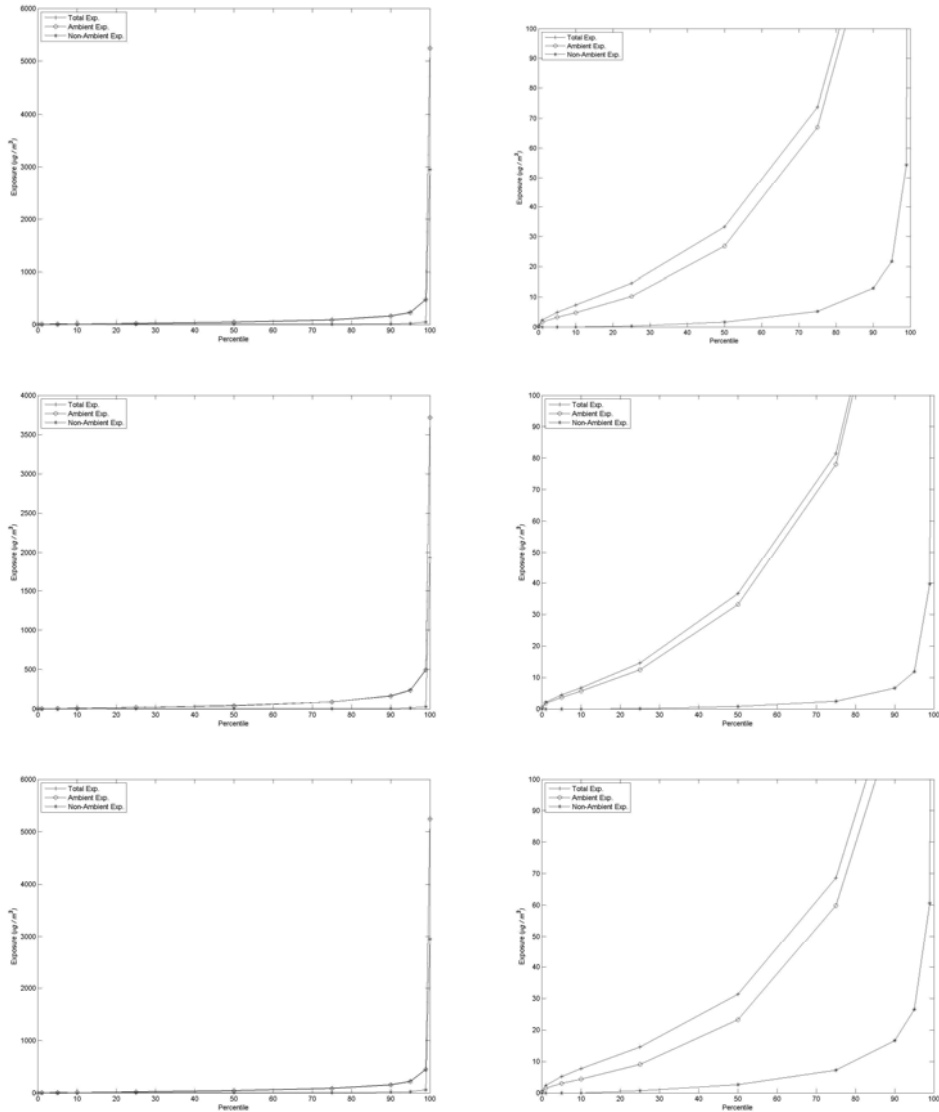 6000
5000
4000
3000
2000
1000
0
Exposure (μg / m³)
Total Exp.
Ambient Exp.
Non-Ambient Exp.
0 10 20 30 40 50 60 70 80 90 100
Percentile
100
90
80
70
60
50
40
30
20
10
0
Exposure (μg / m³)
Total Exp.
Ambient Exp.
Non-Ambient Exp.
0 10 20 30 40 50 60 70 80 90 100
Percentile
4000
3500
3000
2500
2000
1500
1000
500
0
Exposure (μg / m³)
Total Exp.
Ambient Exp.
Non-Ambient Exp.
0 10 20 30 40 50 60 70 80 90 100
Percentile
100
90
80
70
60
50
40
30
20
10
0
Exposure (μg / m³)
Total Exp.
Ambient Exp.
Non-Ambient Exp.
0 10 20 30 40 50 60 70 80 90 100
Percentile
6000
5000
4000
3000
2000
1000
0
Exposure (μg / m³)
Total Exp.
Ambient Exp.
Non-Ambient Exp.
0 10 20 30 40 50 60 70 80 90 100
Percentile
100
90
80
70
60
50
40
30
20
10
0
Exposure (μg / m³)
Total Exp.
Ambient Exp.
Non-Ambient Exp.
0 10 20 30 40 50 60 70 80 90 100
Percentile